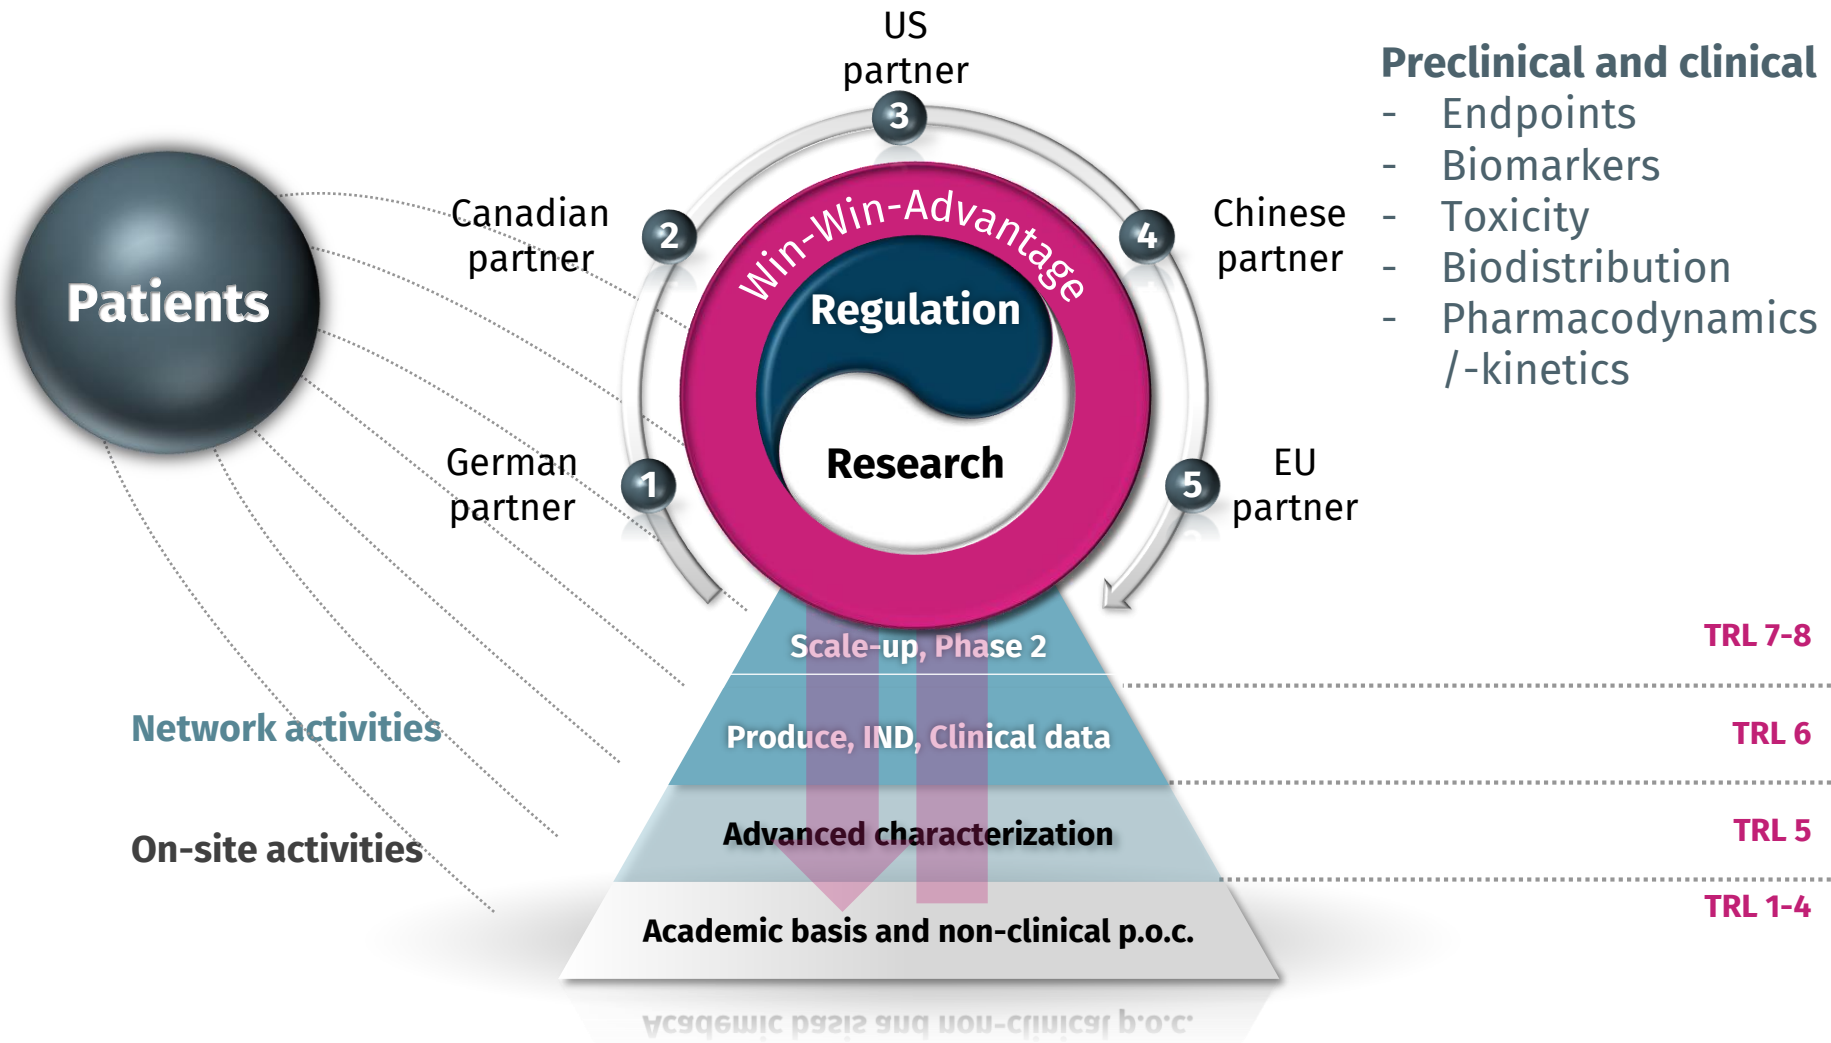 US
partner
3
Preclinical and clinical
- Endpoints
- Biomarkers
- Toxicity
- Biodistribution
- Pharmacodynamics
/-kinetics
Patients
Canadian
partner
2
Win-Win-Advantage
4
Chinese
partner
Regulation
Research
German
partner
1
5
EU
partner
Scale-up, Phase 2
TRL 7-8
Network activities
Produce, IND, Clinical data
TRL 6
On-site activities
Advanced characterization
TRL 5
Academic basis and non-clinical p.o.c.
TRL 1-4
Academic basis and non-clinical p.o.c.